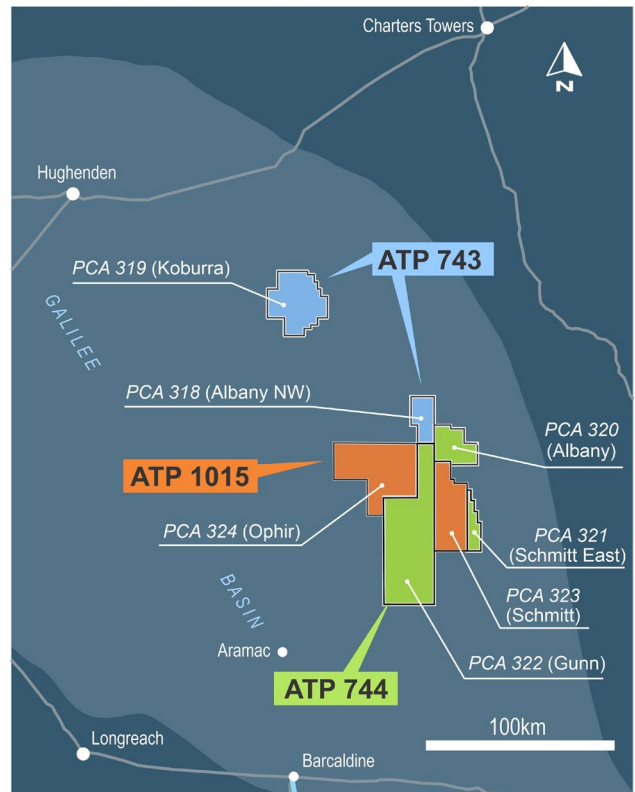 Charters Towers
N
Hughenden
PCA 319 (Koburra)
ATP 743
GALILEE
PCA 318 (Albany NW)
PCA 320
(Albany)
ATP 1015
PCA 324 (Ophir)
PCA 321
(Schmitt East)
BASIN
PCA 323
(Schmitt)
Aramac
PCA 322 (Gunn)
ATP 744
100km
Longreach
Barcaldine